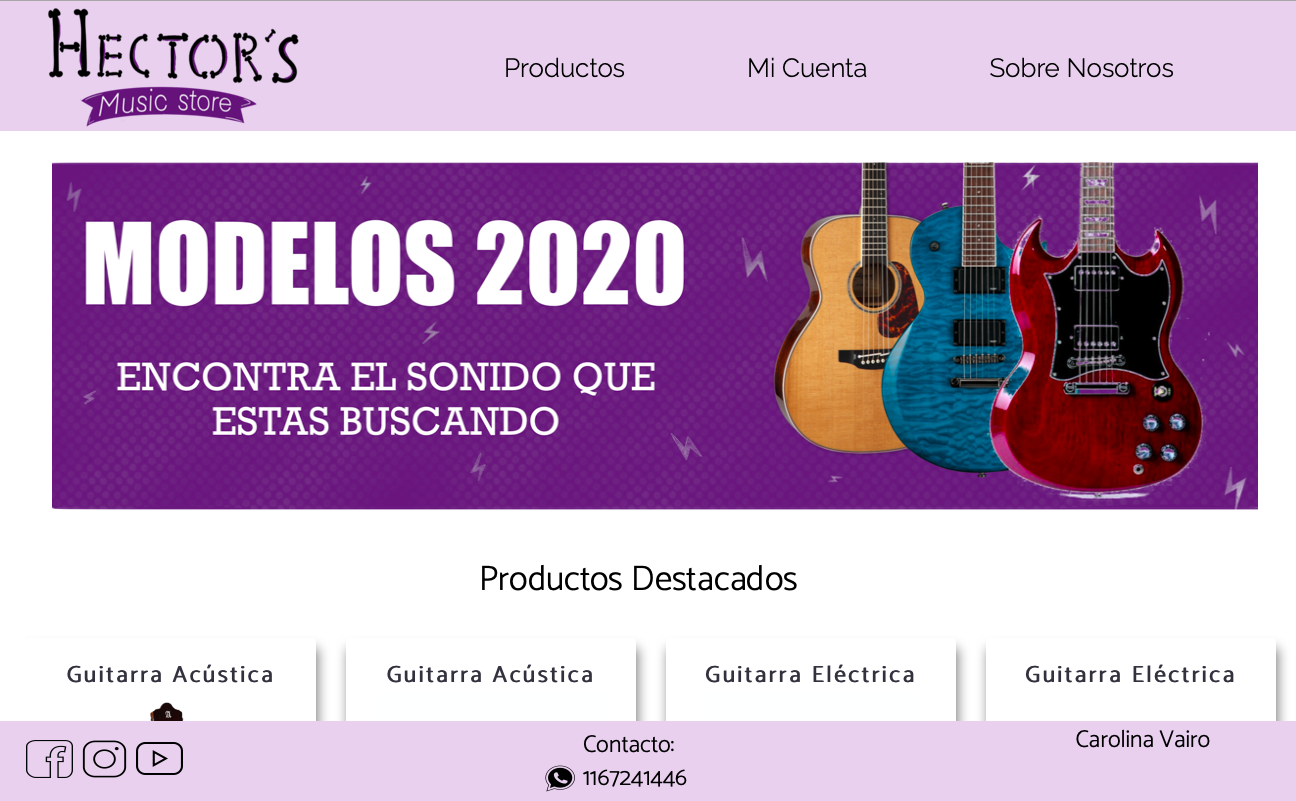 HECTOR'S
Music store
Productos
Mi Cuenta
Sobre Nosotros
MODELOS 2020
ENCONTRA EL SONIDO QUE
ESTAS BUSCANDO
Productos Destacados
Guitarra Acústica
Guitarra Acústica
Guitarra Eléctrica
Guitarra Eléctrica
Contacto:
1167241446
Carolina Vairo